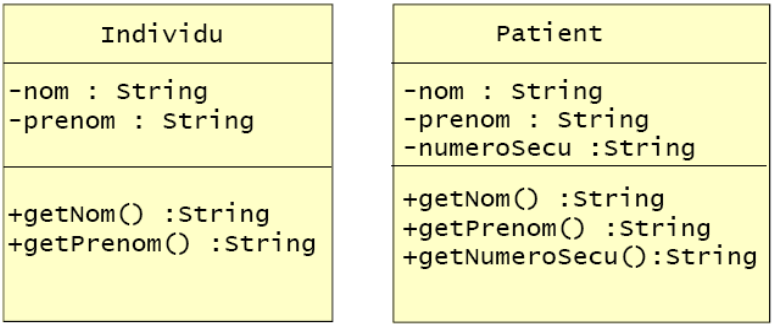 Individu
-nom : String
-prenom : String
+getNom() :String
+getPrenom() :String
Patient
-nom : String
-prenom : String
-numeroSecu :String
+getNom() :String
+getPrenom() :String
+getNumeroSecu():String